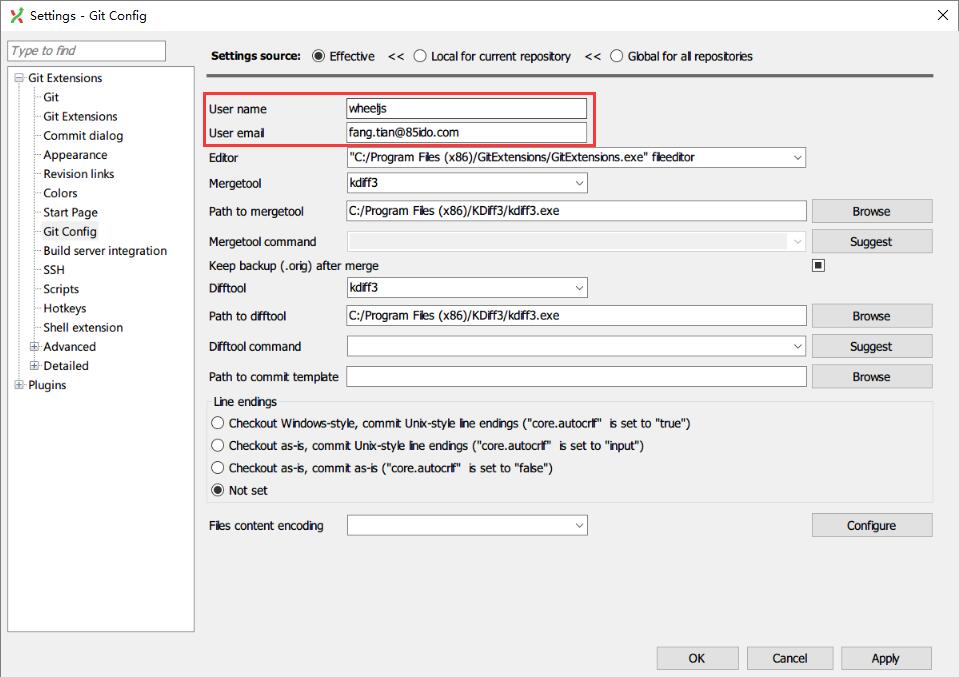 Settings - Git Config
Type to find
Git Extensions
Git
Git Extensions
Commit dialog
Appearance
Revision links
Colors
Start Page
Git Config
Build server integration
SSH
Scripts
Hotkeys
Shell extension
Advanced
Detailed
Plugins
Settings source: Effective << Local for current repository << Global for all repositories
User name wheeljs
User email fang.tian@85ido.com
Editor "C:/Program Files (x86)/GitExtensions/GitExtensions.exe" fileeditor
Mergetool kdiff3
Path to mergetool C:/Program Files (x86)/KDiff3/kdiff3.exe Browse
Mergetool command Suggest
Keep backup (.orig) after merge
Difftool kdiff3
Path to difftool C:/Program Files (x86)/KDiff3/kdiff3.exe Browse
Difftool command Suggest
Path to commit template Browse
Line endings
Checkout Windows-style, commit Unix-style line endings ("core.autocrlf" is set to "true")
Checkout as-is, commit Unix-style line endings ("core.autocrlf" is set to "input")
Checkout as-is, commit as-is ("core.autocrlf" is set to "false")
Not set
Files content encoding Configure
OK Cancel Apply